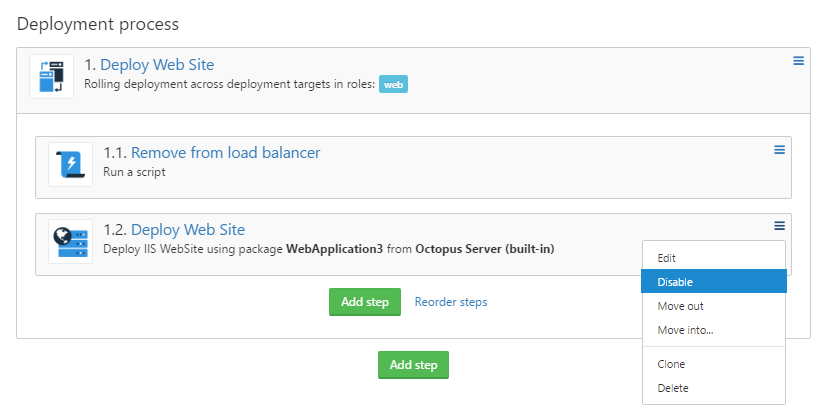 Deployment process
1. Deploy Web Site
Rolling deployment across deployment targets in roles: web
1.1. Remove from load balancer
Run a script
1.2. Deploy Web Site
Deploy IIS WebSite using package WebApplication3 from Octopus Server (built-in)
Edit
Disable
Add step Reorder steps
Move out
Move into...
Add step
Clone
Delete